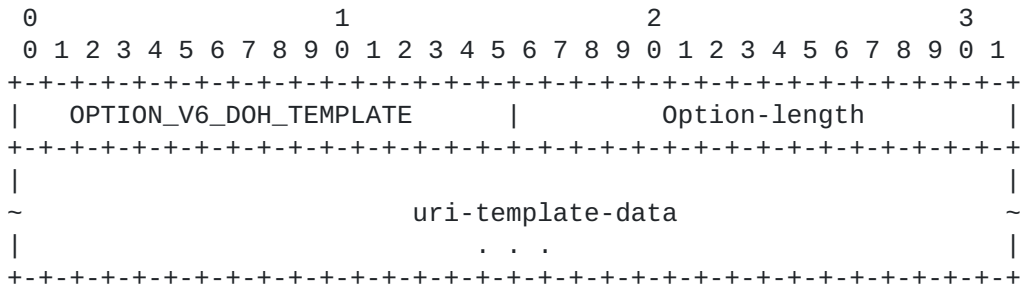 0                   1                   2                   3
 0 1 2 3 4 5 6 7 8 9 0 1 2 3 4 5 6 7 8 9 0 1 2 3 4 5 6 7 8 9 0 1
+-+-+-+-+-+-+-+-+-+-+-+-+-+-+-+-+-+-+-+-+-+-+-+-+-+-+-+-+-+-+-+-+
|   OPTION_V6_DOH_TEMPLATE      |         Option-length         |
+-+-+-+-+-+-+-+-+-+-+-+-+-+-+-+-+-+-+-+-+-+-+-+-+-+-+-+-+-+-+-+-+
|                                                               |
~                         uri-template-data                     ~
|                             . . .                             |
+-+-+-+-+-+-+-+-+-+-+-+-+-+-+-+-+-+-+-+-+-+-+-+-+-+-+-+-+-+-+-+-+